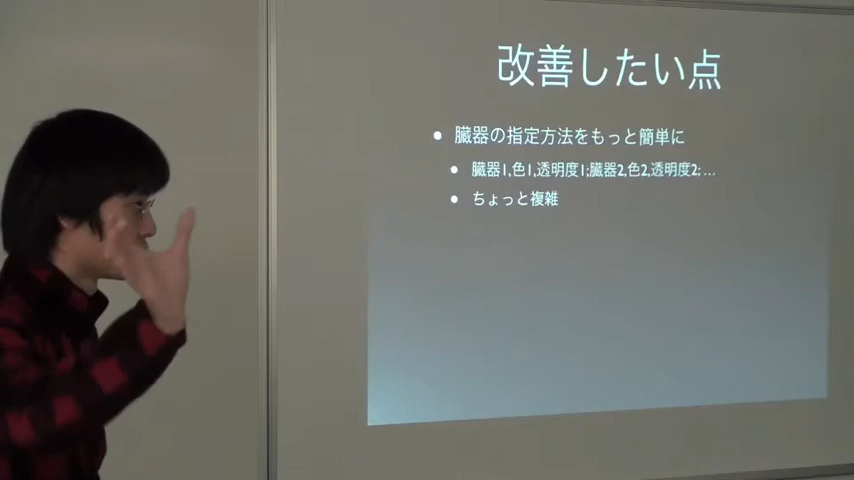 改善したい点
• 臓器の指定方法をもっと簡単に
• 臓器1,色1,透明度1;臓器2,色2,透明度2; ...
• ちょっと複雑